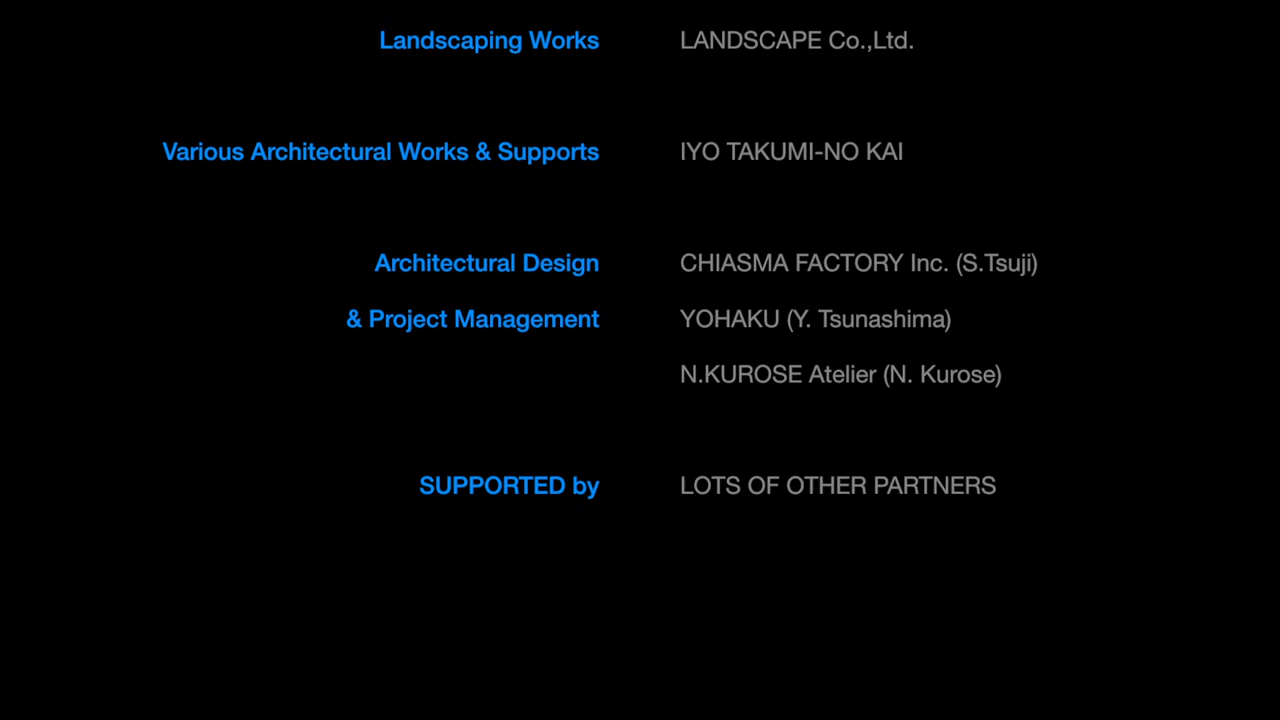 Landscaping Works LANDSCAPE Co.,Ltd.
Various Architectural Works & Supports IYO TAKUMI-NO KAI
Architectural Design CHIASMA FACTORY Inc. (S.Tsuji)
& Project Management YOHAKU (Y. Tsunashima)
N.KUROSE Atelier (N. Kurose)
SUPPORTED by LOTS OF OTHER PARTNERS